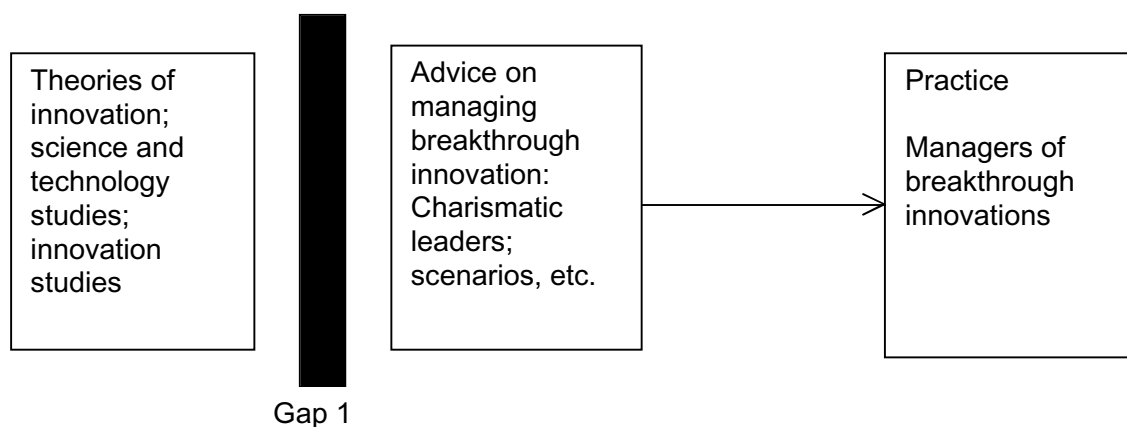 Theories of
innovation;
science and
technology
studies;
innovation
studies
Gap 1
Advice on
managing
breakthrough
innovation:
Charismatic
leaders;
scenarios, etc.
Practice
Managers of
breakthrough
innovations